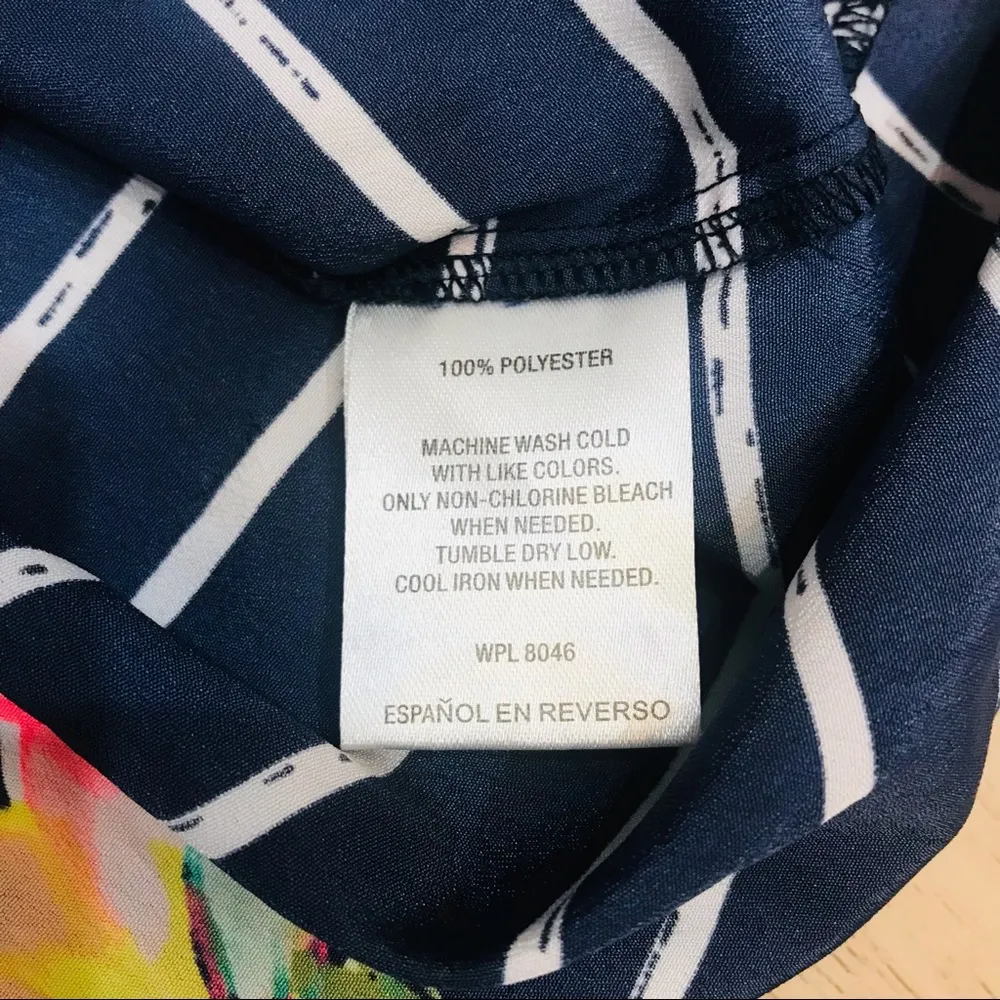 100% POLYESTER
MACHINE WASH COLD
WITH LIKE COLORS.
ONLY NON-CHLORINE BLEACH
WHEN NEEDED.
TUMBLE DRY LOW.
COOL IRON WHEN NEEDED.
WPL 8046
ESPAÑOL EN REVERSO